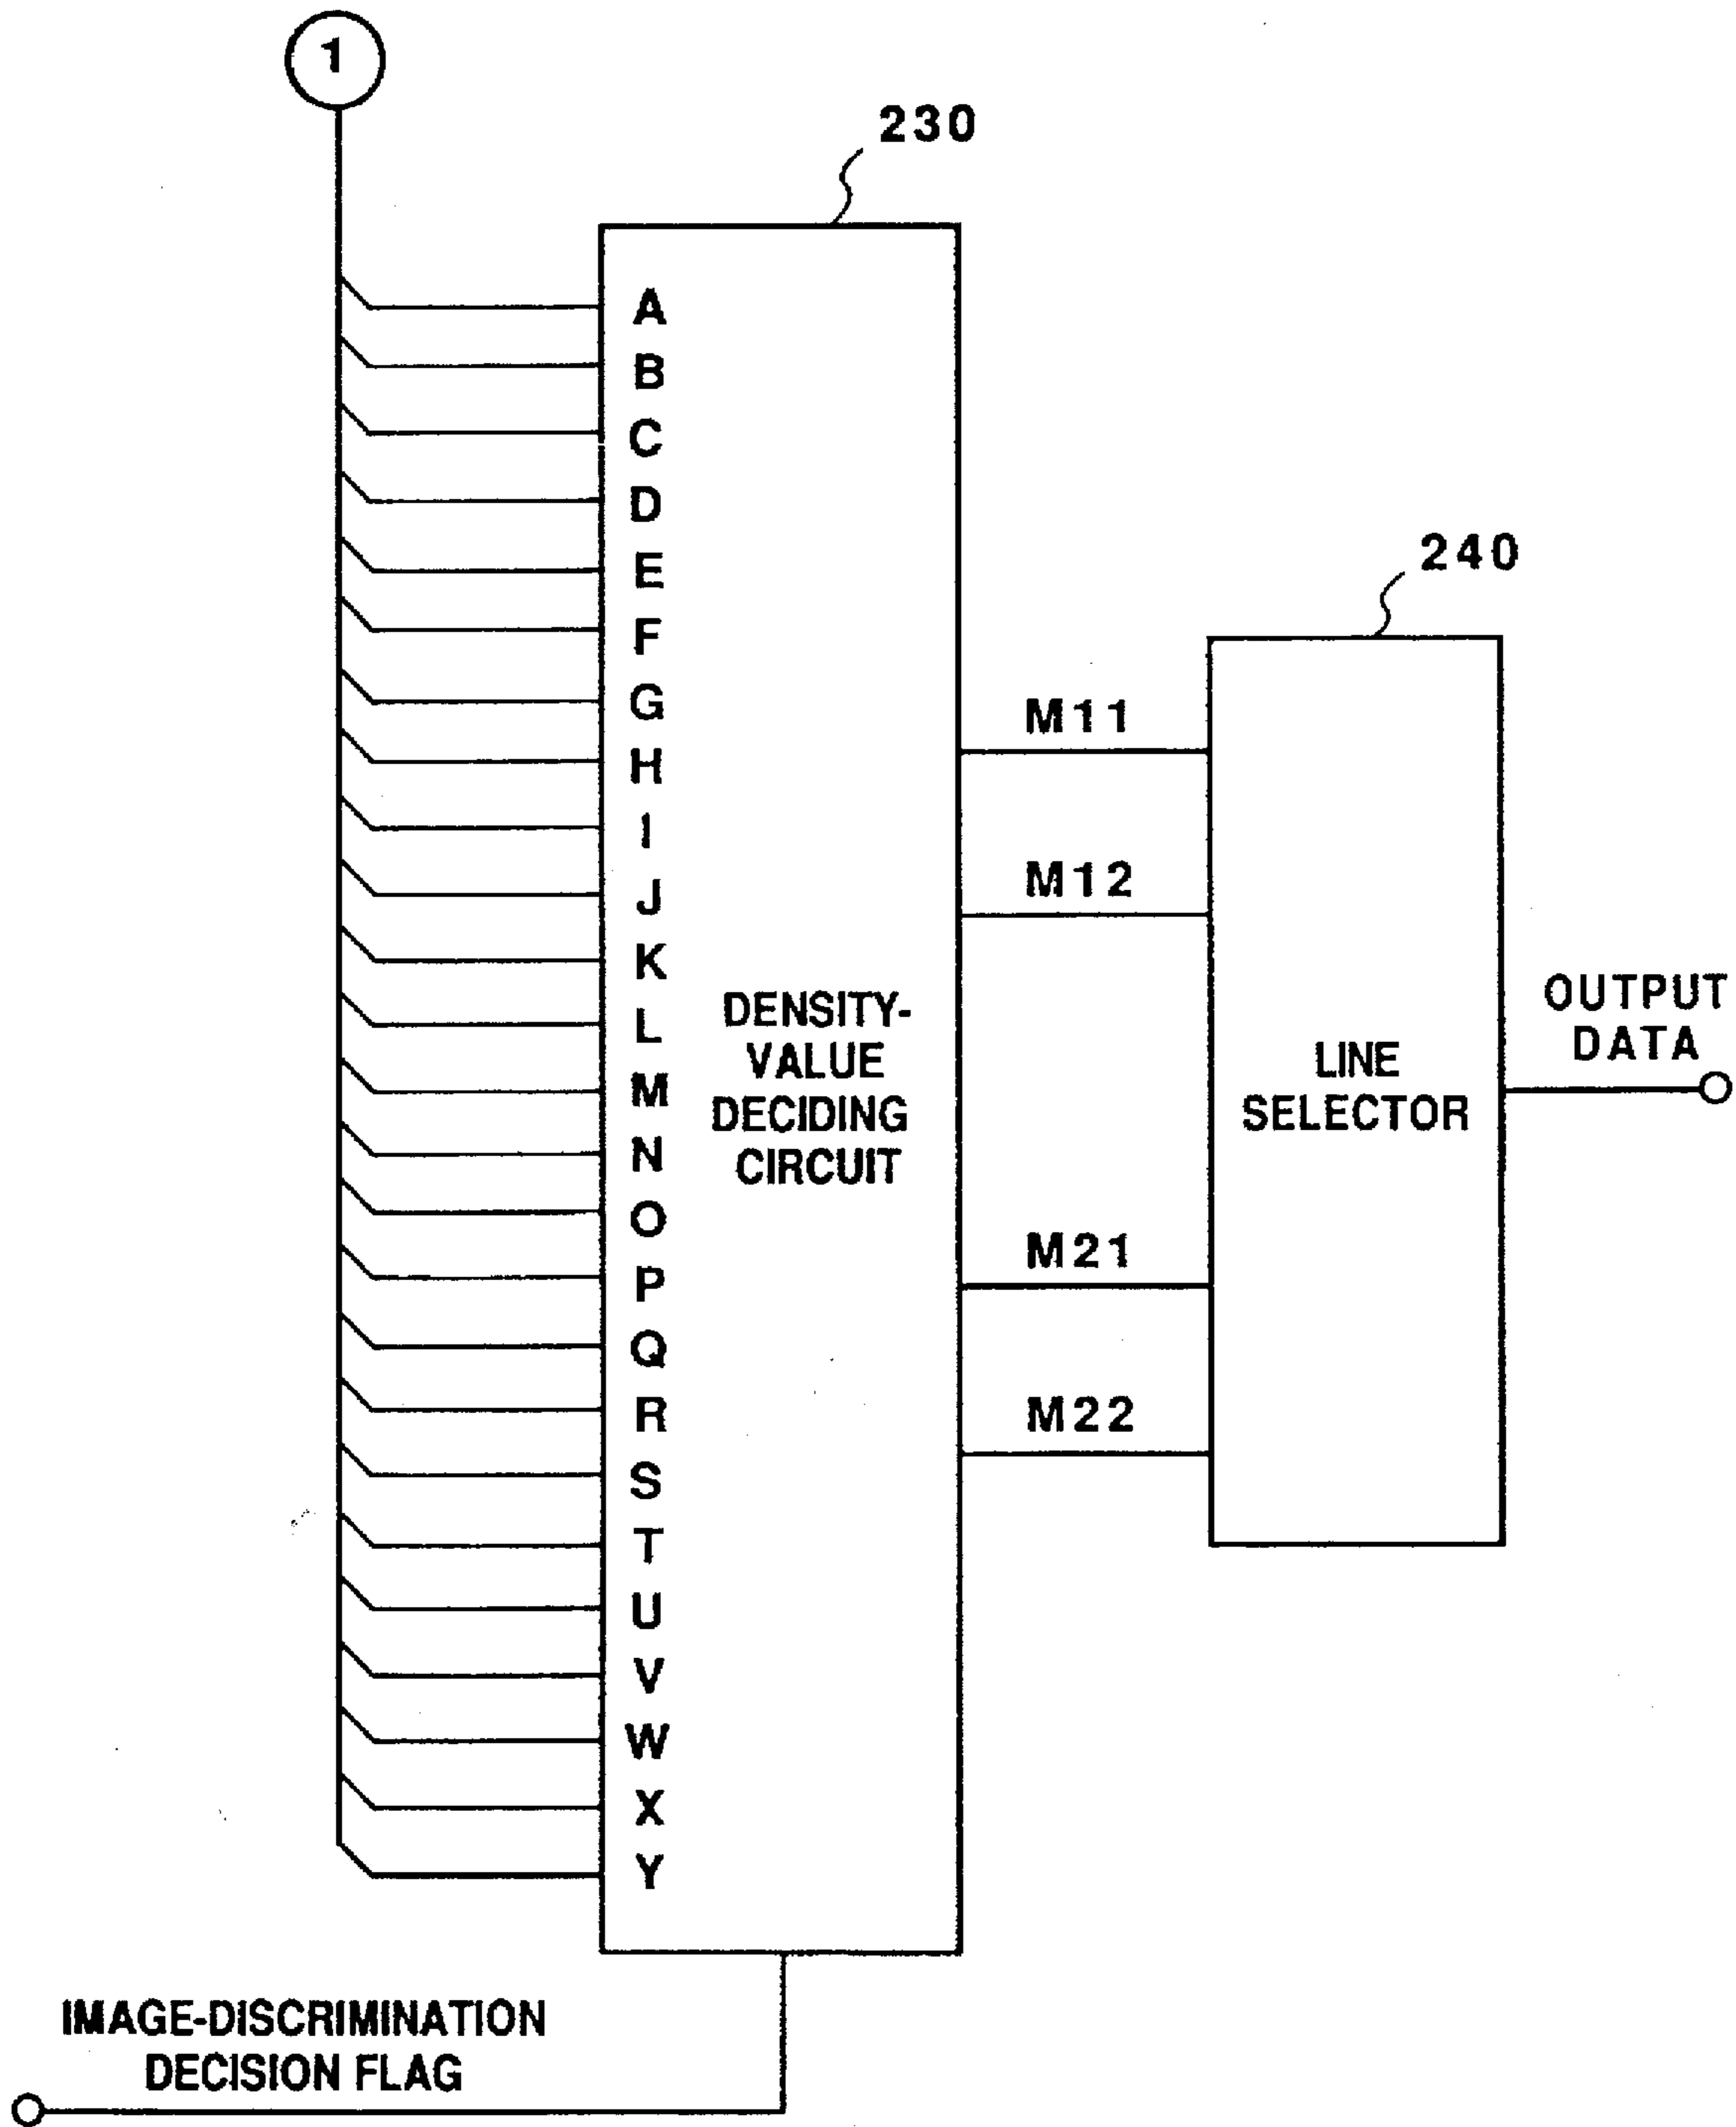 1
230
A
B
C
D
E
F
G
H
I
J
K
L
M
N
O
P
Q
R
S
T
U
V
W
X
Y
DENSITY-
VALUE
DECIDING
CIRCUIT
240
M11
M12
M21
M22
LINE
SELECTOR
OUTPUT
DATA
IMAGE-DISCRIMINATION
DECISION FLAG